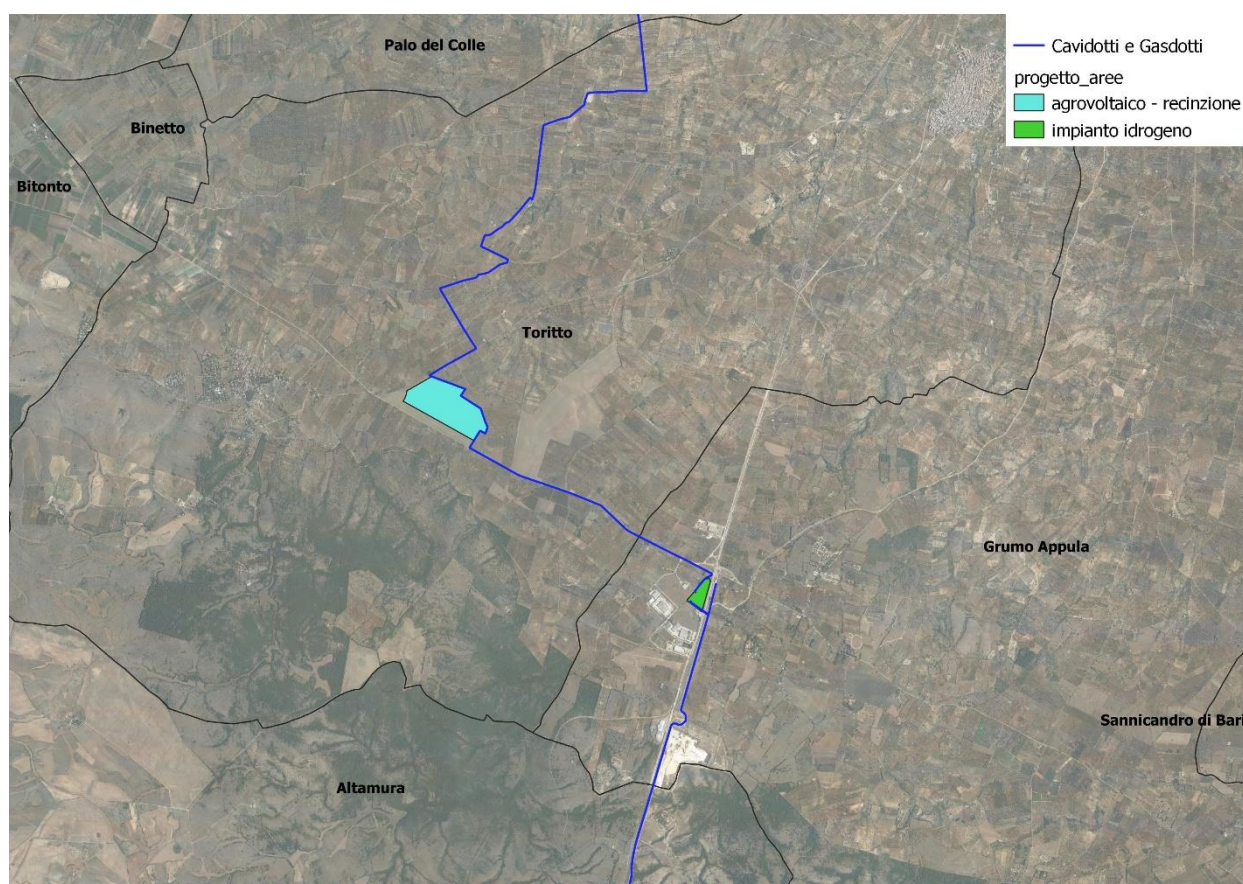 Palo del Colle
Cavidotti e Gasdotti
progetto_aree
agrovoltaico - recinzione
impianto idrogeno
Binetto
Bitonto
Toritto
Grumo Appula
Sannicandro di Bari
Altamura